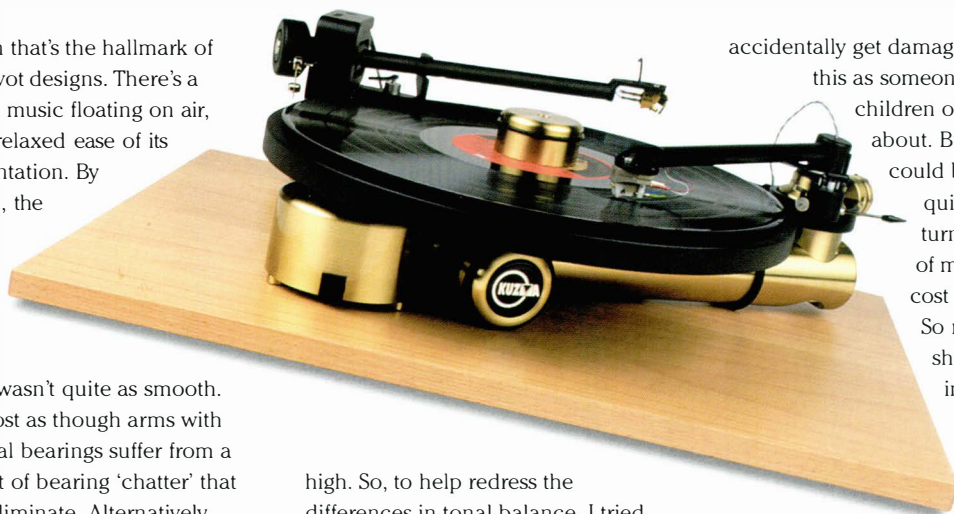 n that's the hallmark of
vot designs. There's a
music floating on air,
relaxed ease of its
ntation. By
, the
wasn't quite as smooth.
ost as though arms with
al bearings suffer from a
t of bearing 'chatter' that
liminate. Alternatively
high. So, to help redress the
differences in tonal balance, I tried
accidentally get damag
this as someon
children o
about. B
could b
qui
turn
of m
cost
So r
sh
in
KUZMA